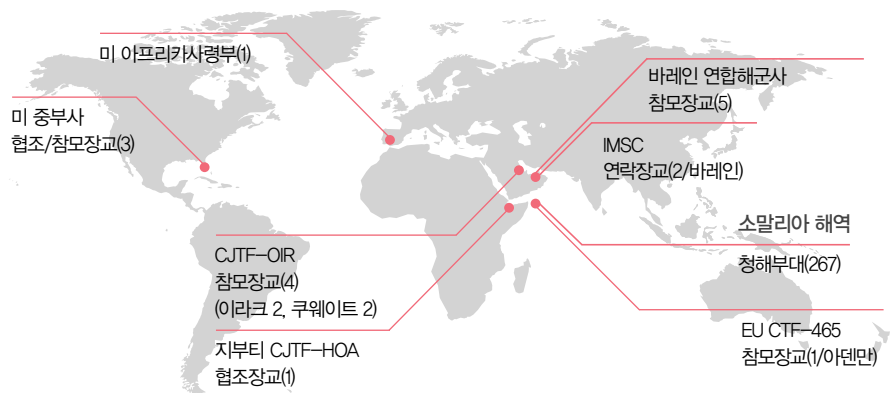 미 아프리카사령부(1)
미 중부사
협조/참모장교(3)
바레인 연합해군사
참모장교(5)
IMSC
연락장교(2/바레인)
소말리아 해역
청해부대(267)
CJTF-OIR
참모장교(4)
(이라크 2, 쿠웨이트 2)
EU CTF-465
참모장교(1/아덴만)
지부티 CJTF-HOA
협조장교(1)